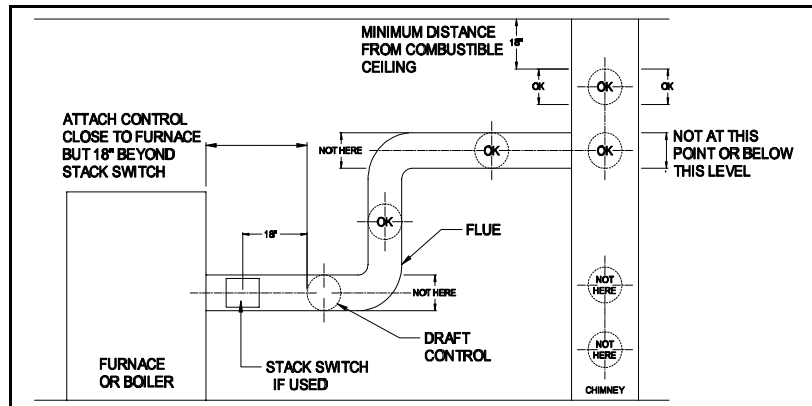 MINIMUM DISTANCE
FROM COMBUSTIBLE
CEILING
18"
OK
OK
OK
ATTACH CONTROL
CLOSE TO FURNACE
BUT 18" BEYOND
STACK SWITCH
NOT HERE
OK
OK
NOT AT THIS
POINT OR BELOW
THIS LEVEL
OK
FLUE
18"
NOT HERE
NOT
HERE
DRAFT
CONTROL
NOT
HERE
FURNACE
OR BOILER
STACK SWITCH
IF USED
CHIMNEY